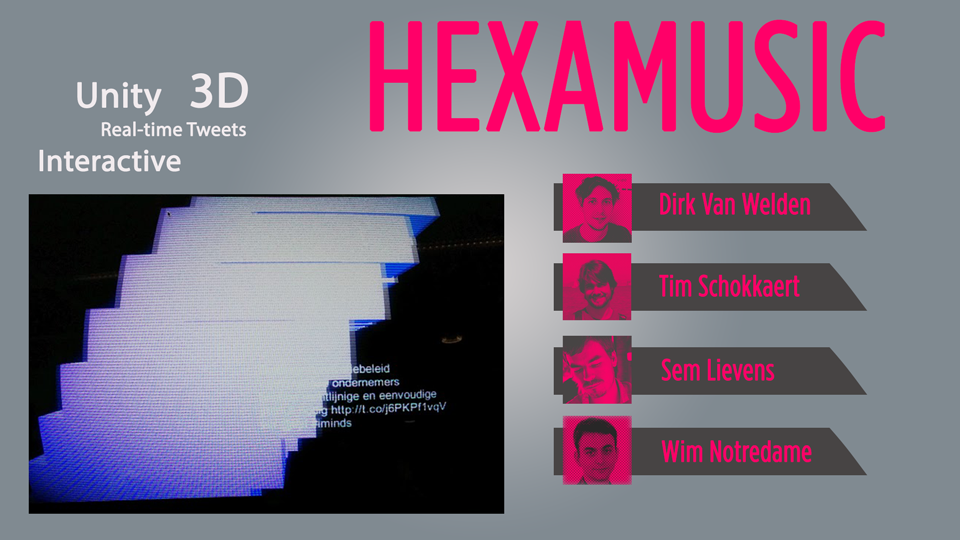 HEXAMUSIC
Unity 3D
Real-time Tweets
Interactive
Dirk Van Welden
Tim Schokkaert
Sem Lievens
Wim Notredame
ebeleid
ondernemers
tlijnige en eenvoudige
http://t.co/j6PKPf1vqV
iminds